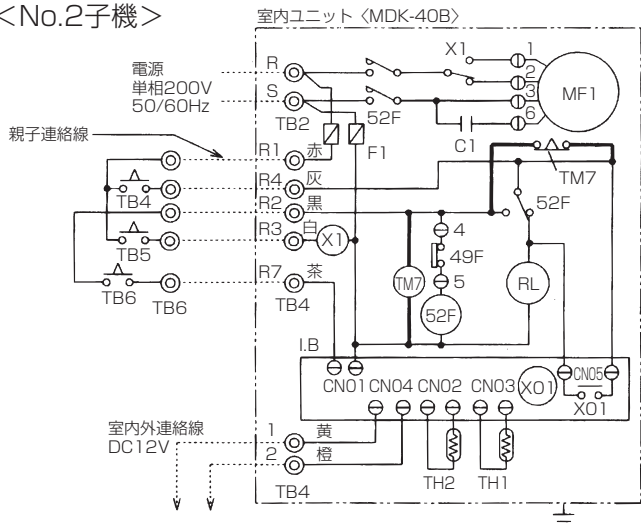 <No.2子機>
室内ユニット〈MDK-40B〉
電源
単相200V
50/60Hz
R
S
TB2
52F
X1
1
2
3
6
MF1
C1
親子連絡線
R1 赤
F1
R4 灰
TM7
TB4
R2 黒
52F
R3 白
X1
4
49F
5
TB5
R7 茶
TM7
52F
RL
TB6
TB6
TB4
I.B
CN01
CN04
CN02
CN03
X01
CN05
X01
室内外連絡線
DC12V
1 黄
2 橙
TB4
TH2
TH1